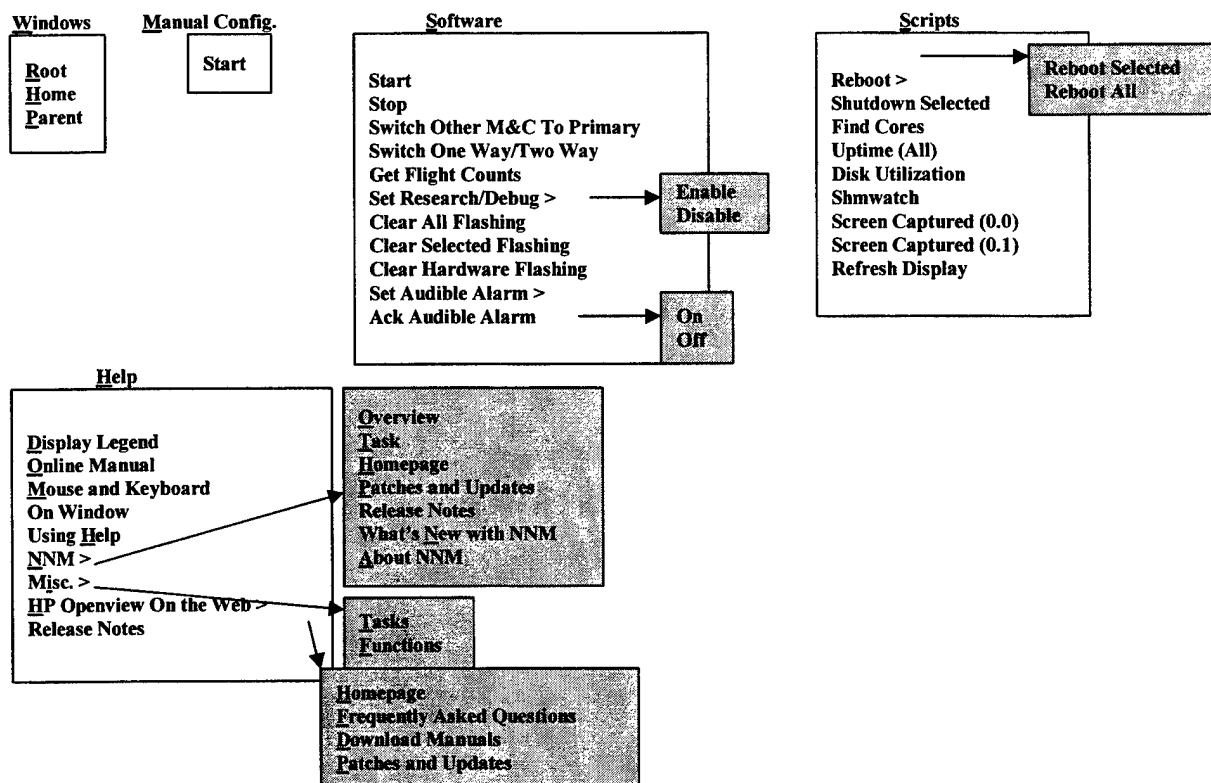 Windows
Root
Home
Parent
Manual Config.
Start
Software
Start
Stop
Switch Other M&C To Primary
Switch One Way/Two Way
Get Flight Counts
Set Research/Debug >
Clear All Flashing
Clear Selected Flashing
Clear Hardware Flashing
Set Audible Alarm >
Ack Audible Alarm
Enable
Disable
On
Off
Scripts
Reboot >
Shutdown Selected
Find Cores
Uptime (All)
Disk Utilization
Shmwatch
Screen Captured (0.0)
Screen Captured (0.1)
Refresh Display
Reboot Selected
Reboot All
Help
Display Legend
Online Manual
Mouse and Keyboard
On Window
Using Help
NNM >
Misc. >
HP Openview On the Web >
Release Notes
Overview
Task
Homepage
Patches and Updates
Release Notes
What's New with NNM
About NNM
Tasks
Functions
Homepage
Frequently Asked Questions
Download Manuals
Patches and Updates